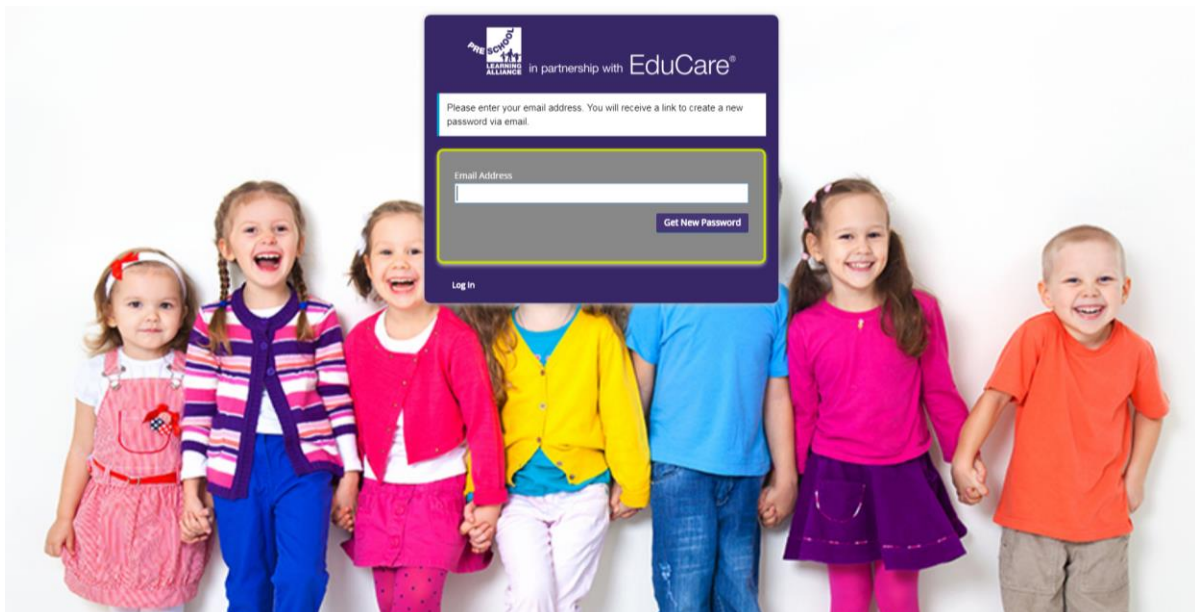 PRE SCHOOL
LEARNING
ALLIANCE
in partnership with EduCare®
Please enter your email address. You will receive a link to create a new
password via email.
Email Address
Get New Password
Log in